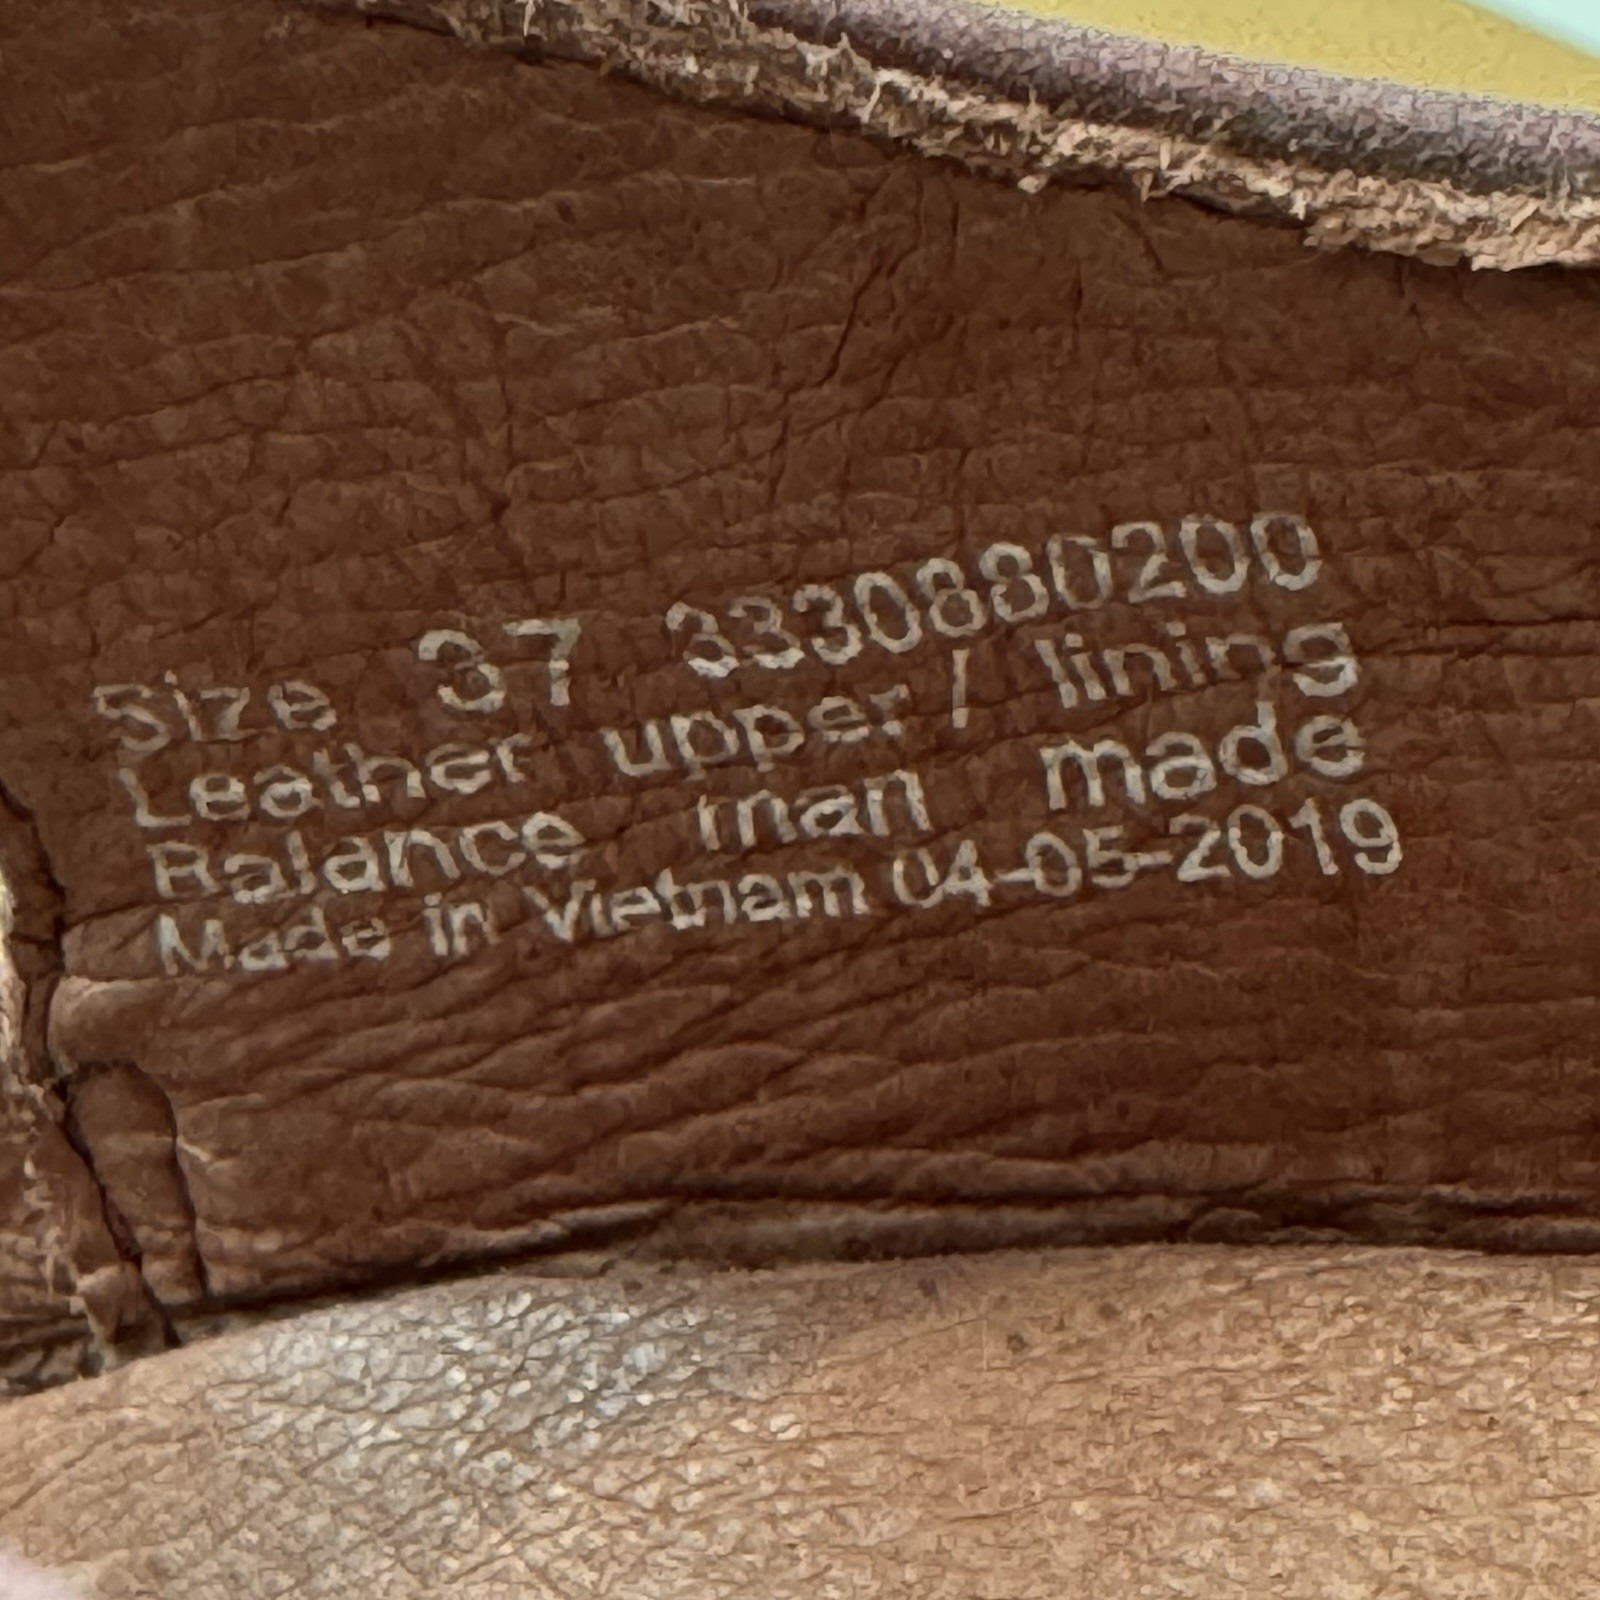 Size 37 3330880200
Leather upper / lining
Balance man made
Made in Vietnam 04-05-2019